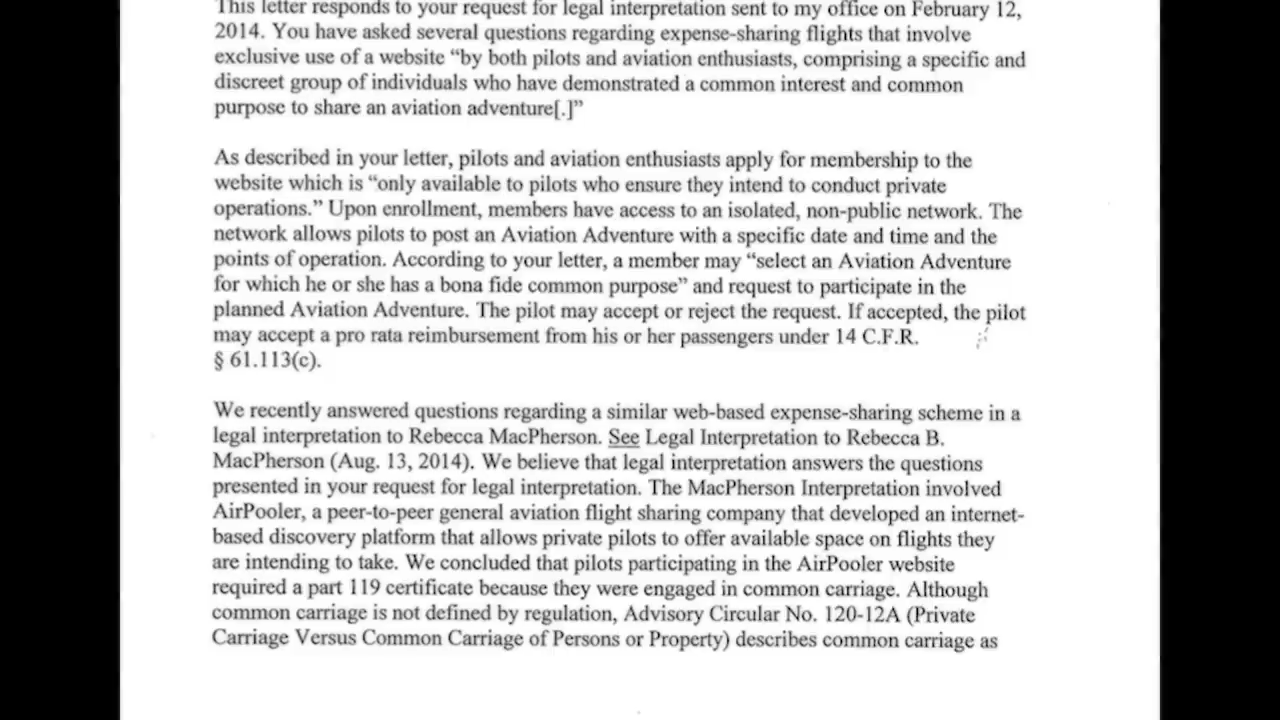 This letter responds to your request for legal interpretation sent to my office on February 12,
2014. You have asked several questions regarding expense-sharing flights that involve
exclusive use of a website “by both pilots and aviation enthusiasts, comprising a specific and
discreet group of individuals who have demonstrated a common interest and common
purpose to share an aviation adventure[.]”
As described in your letter, pilots and aviation enthusiasts apply for membership to the
website which is “only available to pilots who ensure they intend to conduct private
operations.” Upon enrollment, members have access to an isolated, non-public network. The
network allows pilots to post an Aviation Adventure with a specific date and time and the
points of operation. According to your letter, a member may “select an Aviation Adventure
for which he or she has a bona fide common purpose” and request to participate in the
planned Aviation Adventure. The pilot may accept or reject the request. If accepted, the pilot
may accept a pro rata reimbursement from his or her passengers under 14 C.F.R.
§ 61.113(c).
We recently answered questions regarding a similar web-based expense-sharing scheme in a
legal interpretation to Rebecca MacPherson. See Legal Interpretation to Rebecca B.
MacPherson (Aug. 13, 2014). We believe that legal interpretation answers the questions
presented in your request for legal interpretation. The MacPherson Interpretation involved
AirPooler, a peer-to-peer general aviation flight sharing company that developed an internet-
based discovery platform that allows private pilots to offer available space on flights they
are intending to take. We concluded that pilots participating in the AirPooler website
required a part 119 certificate because they were engaged in common carriage. Although
common carriage is not defined by regulation, Advisory Circular No. 120-12A (Private
Carriage Versus Common Carriage of Persons or Property) describes common carriage as